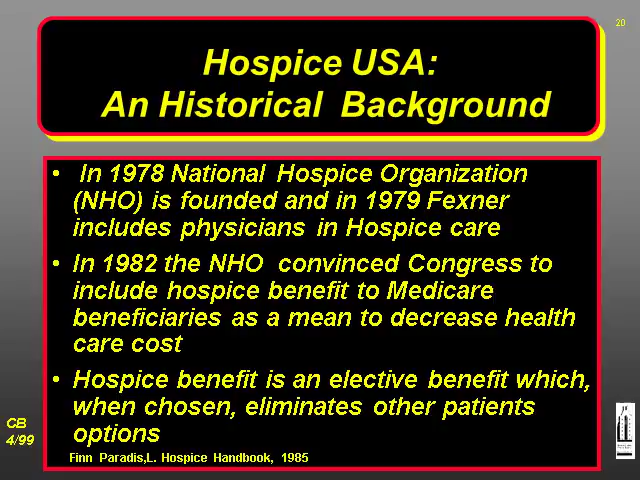 20
Hospice USA:
An Historical Background
• In 1978 National Hospice Organization
(NHO) is founded and in 1979 Fexner
includes physicians in Hospice care
• In 1982 the NHO convinced Congress to
include hospice benefit to Medicare
beneficiaries as a mean to decrease health
care cost
• Hospice benefit is an elective benefit which,
when chosen, eliminates other patients
options
Finn Paradis,L. Hospice Handbook, 1985
CB
4/99